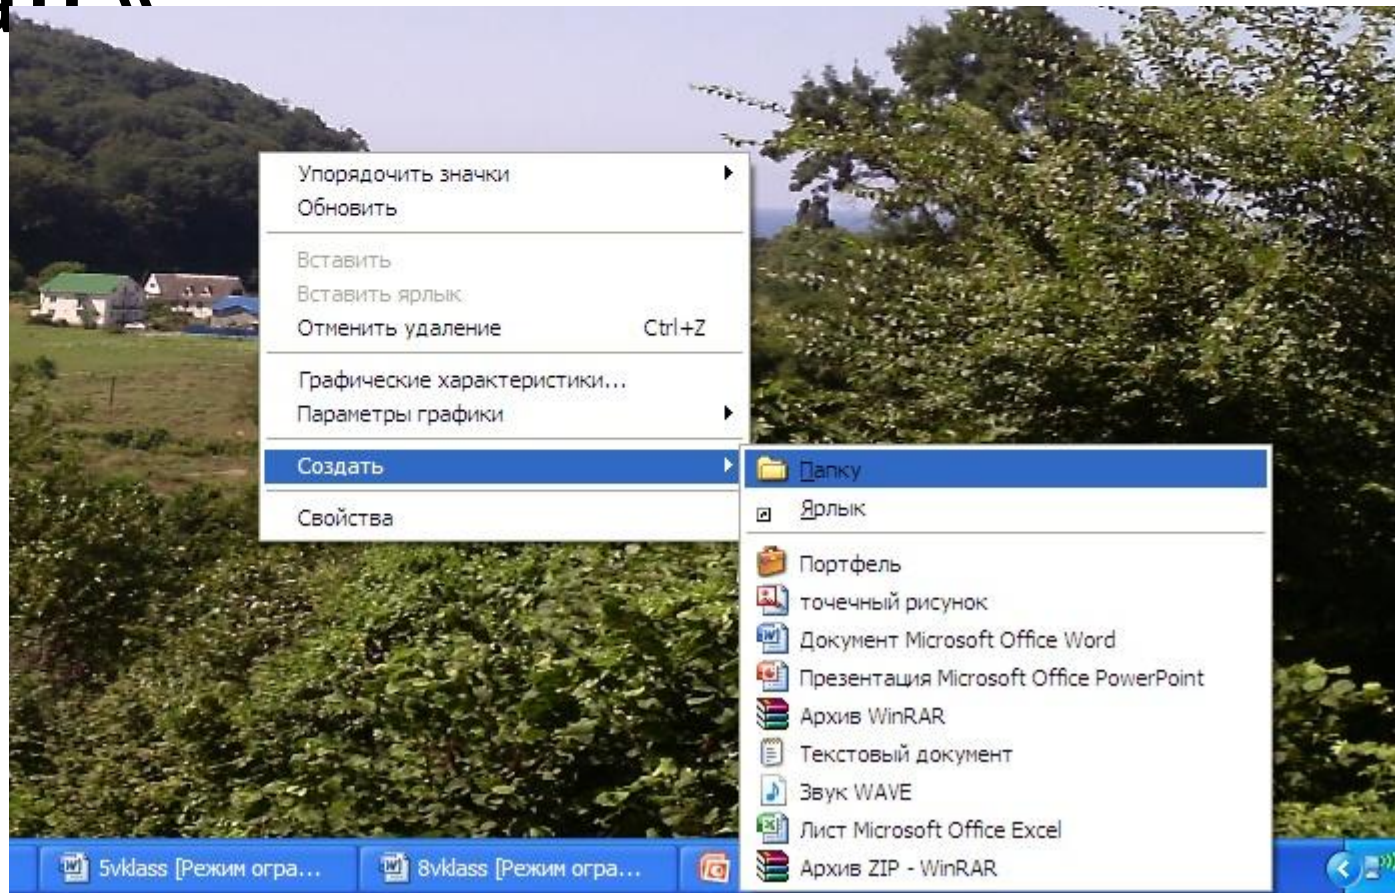 Упорядочить значки
Обновить
Вставить
Вставить ярлык
Отменить удаление Ctrl+Z
Графические характеристики...
Параметры графики
Создать
Свойства
Папку
Ярлык
Портфель
точечный рисунок
Документ Microsoft Office Word
Презентация Microsoft Office PowerPoint
Архив WinRAR
Текстовый документ
Звук WAVE
Лист Microsoft Office Excel
Архив ZIP - WinRAR
5vklass [Режим огра... 8vklass [Режим огра...